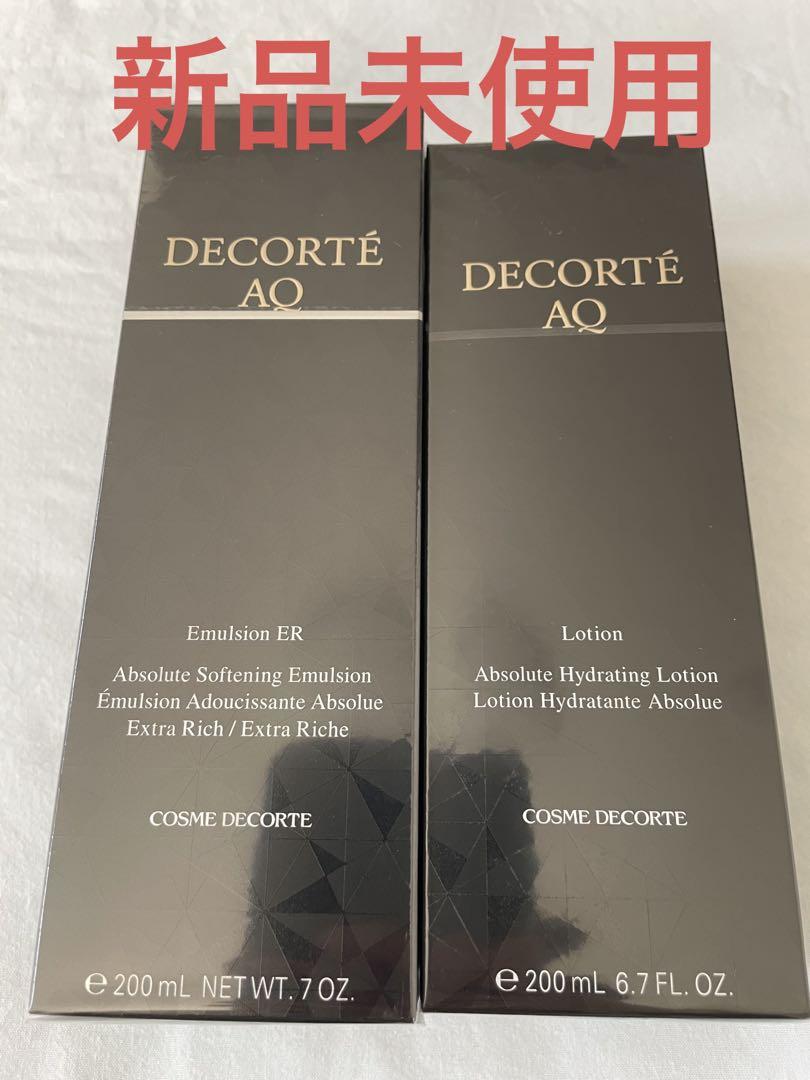 新品未使用
DECORTÉ
AQ
Emulsion ER
Absolute Softening Emulsion
Émulsion Adoucissante Absolue
Extra Rich / Extra Riche
COSME DECORTE
℮ 200 mL NET WT. 7 OZ.
DECORTÉ
AQ
Lotion
Absolute Hydrating Lotion
Lotion Hydratante Absolue
COSME DECORTE
℮ 200 mL 6.7 FL. OZ.